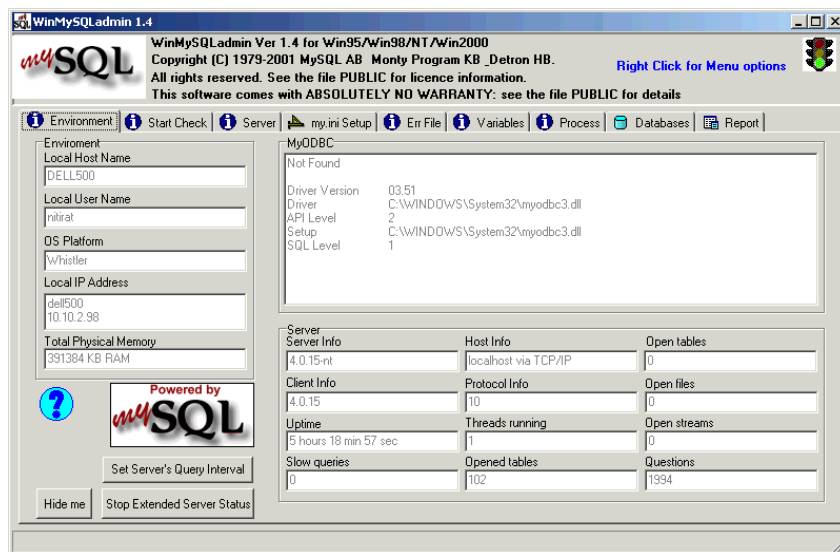 WinMySQLadmin 1.4
mySQL
WinMySQLadmin Ver 1.4 for Win95/Win98/NT/Win2000
Copyright (C) 1979-2001 MySQL AB Monty Program KB _Detron HB.
All rights reserved. See the file PUBLIC for licence information.
This software comes with ABSOLUTELY NO WARRANTY: see the file PUBLIC for details
Right Click for Menu options
Environment Start Check Server my.ini Setup Err File Variables Process Databases Report
Enviroment
Local Host Name
DELL500
Local User Name
nitirat
OS Platform
Whistler
Local IP Address
dell500
10.10.2.98
Total Physical Memory
391384 KB RAM
MyODBC
Not Found
Driver Version 03.51
Driver C:\WINDOWS\System32\myodbc3.dll
API Level 2
Setup C:\WINDOWS\System32\myodbc3.dll
SQL Level 1
Server
Server Info Host Info Open tables
4.0.15-nt localhost via TCP/IP 0
Client Info Protocol Info Open files
4.0.15 10 0
Uptime Threads running Open streams
5 hours 18 min 57 sec 1 0
Slow queries Opened tables Questions
0 102 1994
?
Powered by
mySQL
Set Server's Query Interval
Hide me Stop Extended Server Status